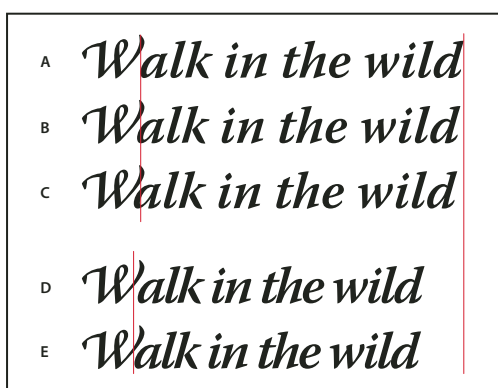 A Walk in the wild
B Walk in the wild
C Walk in the wild
D Walk in the wild
E Walk in the wild